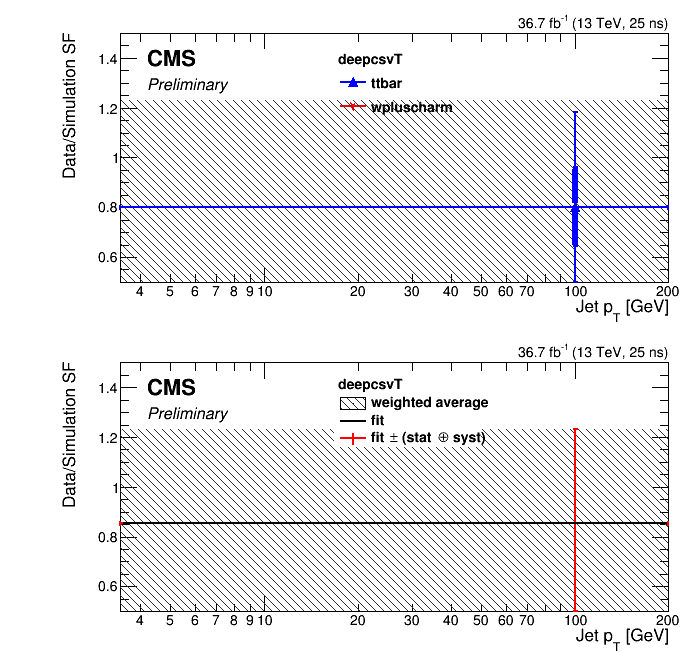 36.7 fb⁻¹ (13 TeV, 25 ns)
Data/Simulation SF
CMS
Preliminary
deepcsvT
ttbar
wpluscharm
1.4
1.2
1
0.8
0.6
4 5 6 7 8 9 10 20 30 40 50 60 70 100 200
Jet p_T [GeV]
36.7 fb⁻¹ (13 TeV, 25 ns)
Data/Simulation SF
CMS
Preliminary
deepcsvT
weighted average
fit
fit ± (stat ⊕ syst)
1.4
1.2
1
0.8
0.6
4 5 6 7 8 9 10 20 30 40 50 60 70 100 200
Jet p_T [GeV]